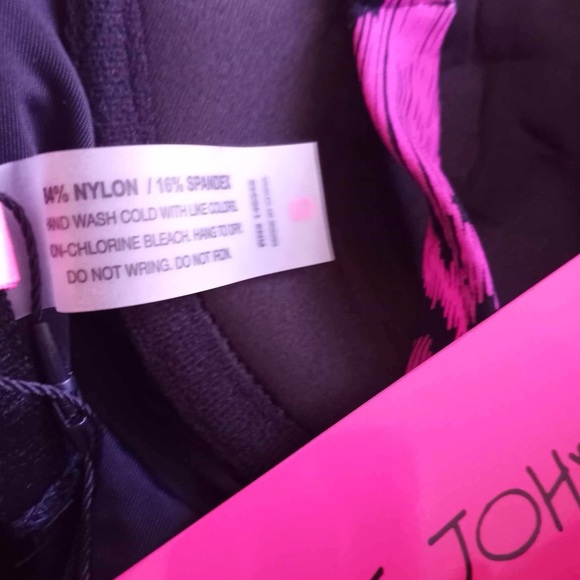 84% NYLON / 16% SPANDEX
HAND WASH COLD WITH LIKE COLORS.
NON-CHLORINE BLEACH. HANG TO DRY.
DO NOT WRING. DO NOT IRON.
JOH